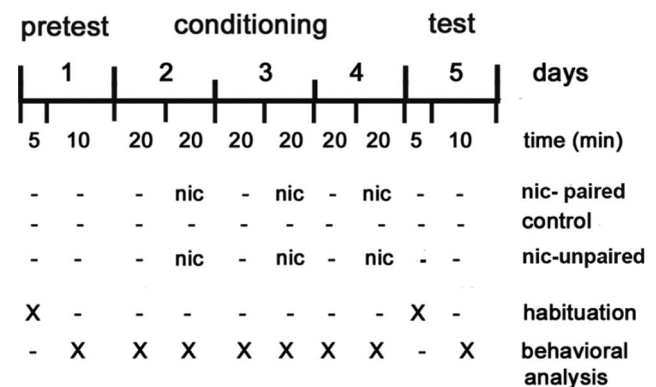 pretest conditioning test
1 2 3 4 5 days
5 10 20 20 20 20 20 20 5 10 time (min)
- - - nic - nic - nic - - nic- paired
- - - - - - - - - - control
- - - nic - nic - nic - - nic-unpaired
X - - - - - - - X - habituation
- X X X X X X X - X behavioral
analysis